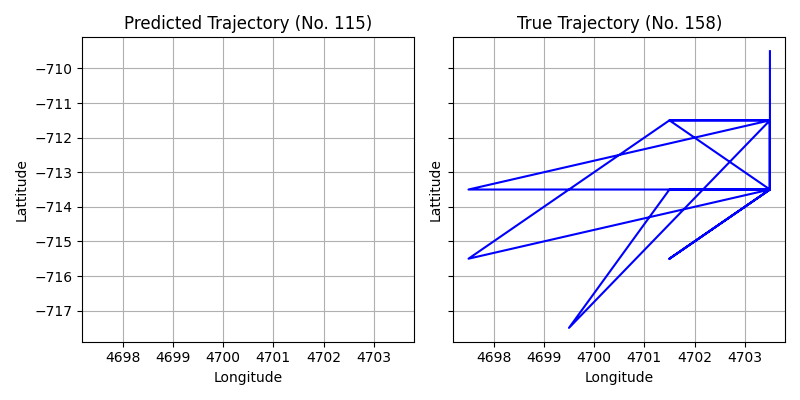 Predicted Trajectory (No. 115)
−710
−711
−712
−713
−714
−715
−716
−717
Lattitude
4698 4699 4700 4701 4702 4703
Longitude
True Trajectory (No. 158)
Lattitude
4698 4699 4700 4701 4702 4703
Longitude